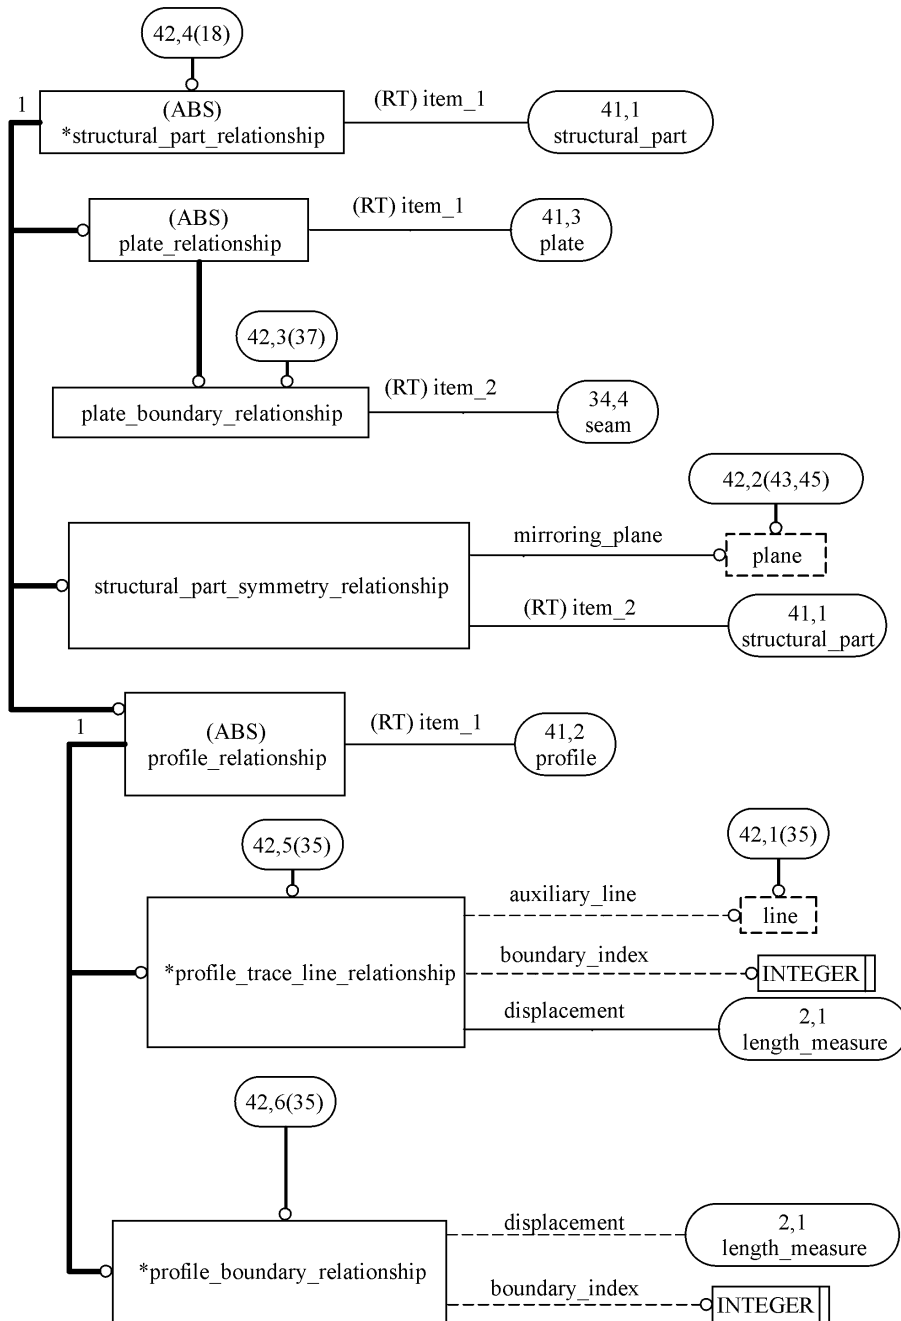 42,4(18)
1
(ABS)
*structural_part_relationship
(RT) item_1
41,1
structural_part
(ABS)
plate_relationship
(RT) item_1
41,3
plate
42,3(37)
plate_boundary_relationship
(RT) item_2
34,4
seam
42,2(43,45)
structural_part_symmetry_relationship
mirroring_plane
plane
(RT) item_2
41,1
structural_part
1
(ABS)
profile_relationship
(RT) item_1
41,2
profile
42,5(35)
42,1(35)
*profile_trace_line_relationship
auxiliary_line
line
boundary_index
INTEGER
displacement
2,1
length_measure
42,6(35)
*profile_boundary_relationship
displacement
2,1
length_measure
boundary_index
INTEGER